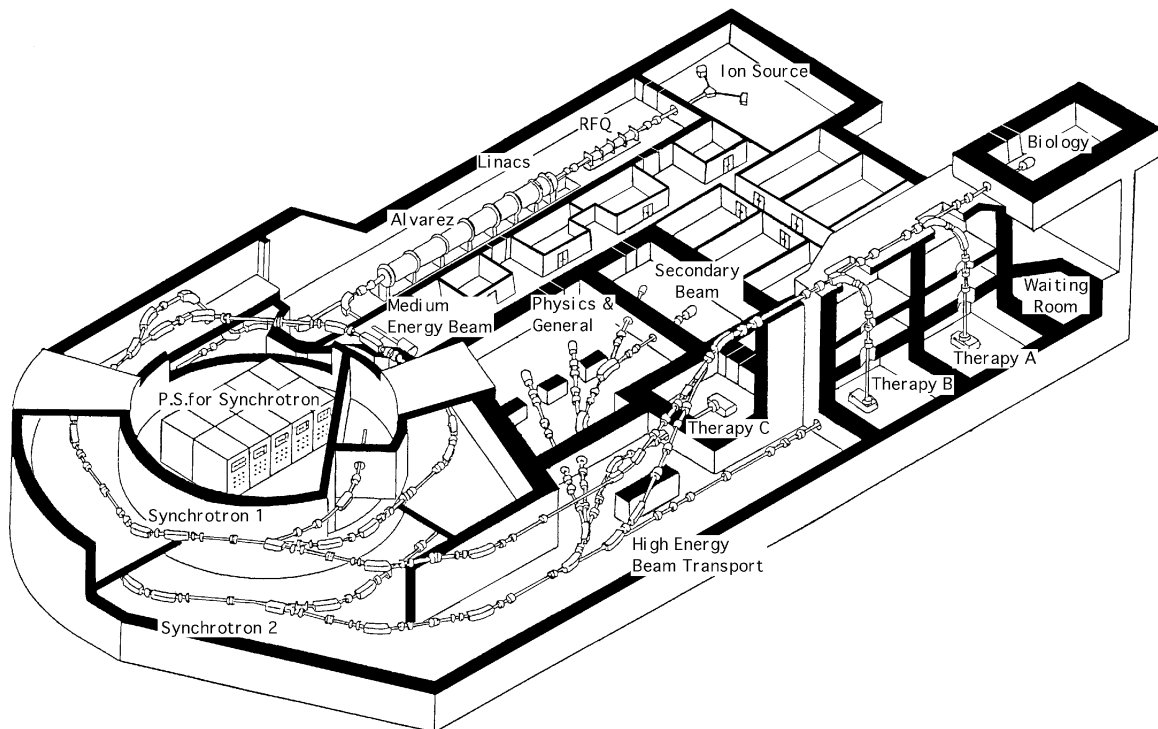 Ion Source
RFQ
Biology
Linacs
Alvarez
Secondary
Beam
Waiting
Room
Medium
Energy Beam
Physics &
General
Therapy A
Therapy B
P.S.for Synchrotron
Therapy C
Synchrotron 1
High Energy
Beam Transport
Synchrotron 2